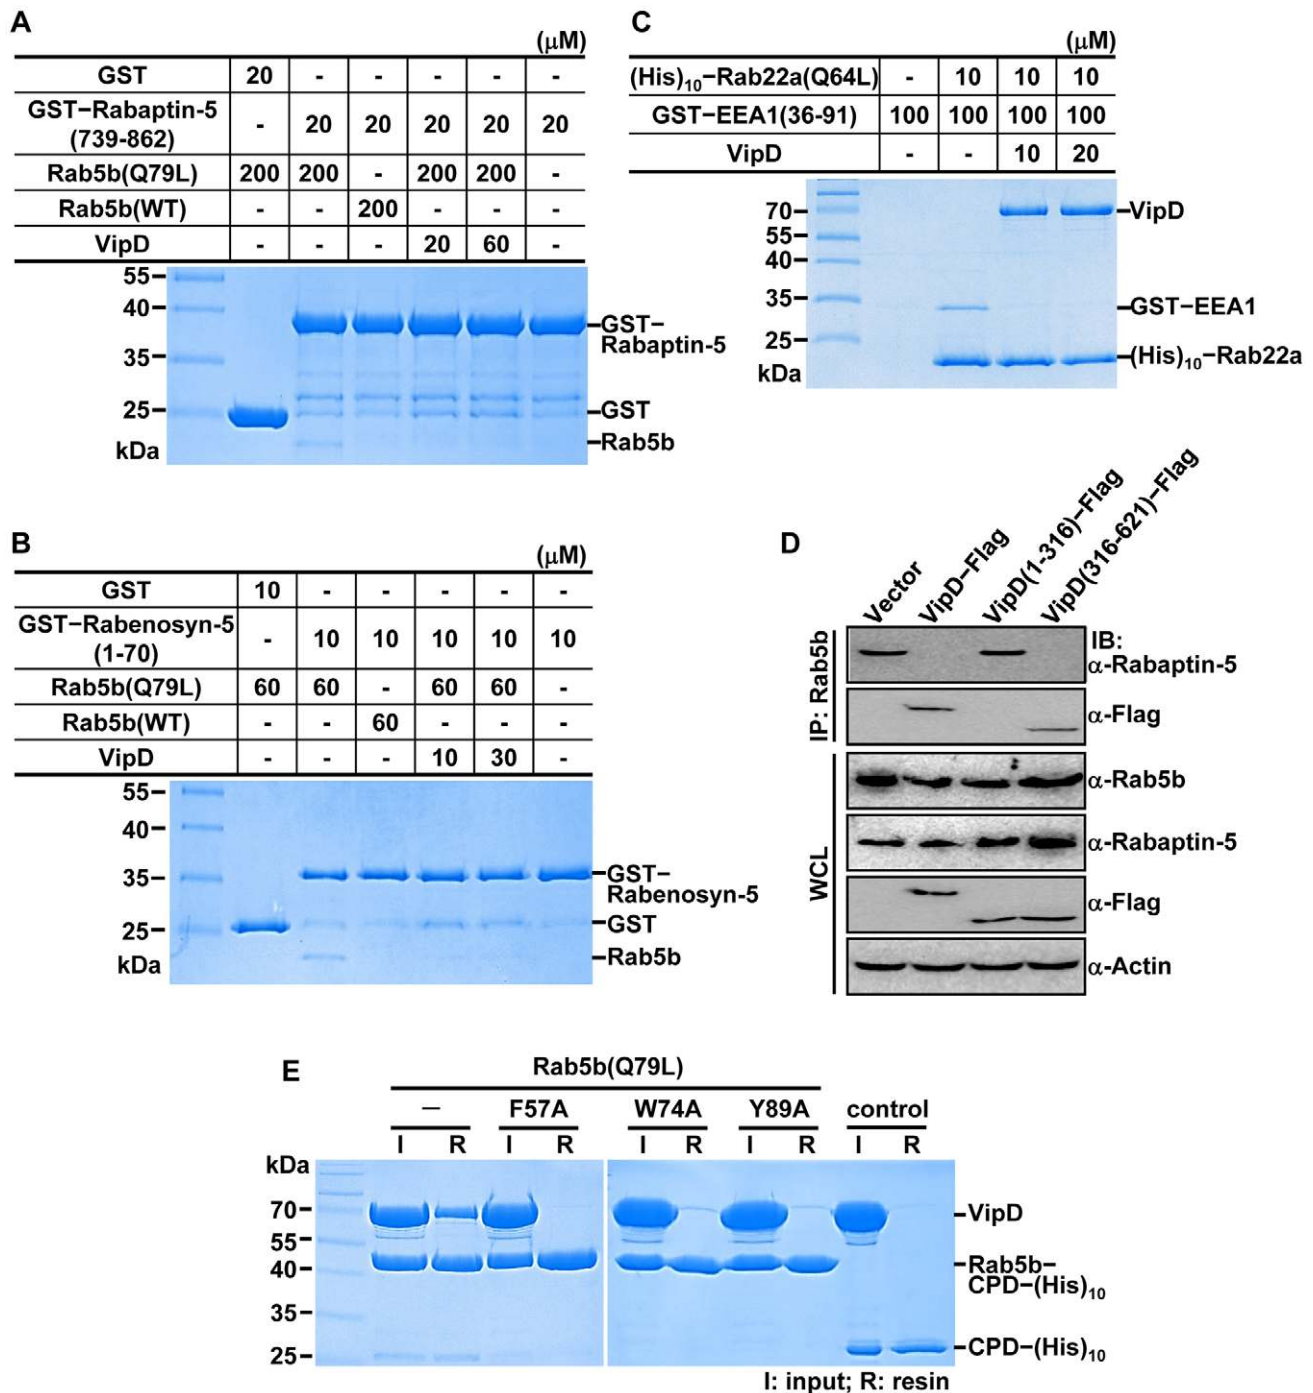 A
(μM)
GST 20 - - - - -
GST–Rabaptin-5
(739-862) - 20 20 20 20 20
Rab5b(Q79L) 200 200 - 200 200 -
Rab5b(WT) - - 200 - - -
VipD - - - 20 60 -
55
40
35
25
kDa
GST–
Rabaptin-5
GST
Rab5b
C
(μM)
(His)10–Rab22a(Q64L) - 10 10 10
GST–EEA1(36-91) 100 100 100 100
VipD - - 10 20
70
55
40
35
25
kDa
VipD
GST–EEA1
(His)10–Rab22a
B
(μM)
GST 10 - - - - -
GST–Rabenosyn-5
(1-70) - 10 10 10 10 10
Rab5b(Q79L) 60 60 - 60 60 -
Rab5b(WT) - - 60 - - -
VipD - - - 10 30 -
55
40
35
25
kDa
GST–
Rabenosyn-5
GST
Rab5b
D
Vector
VipD–Flag
VipD(1-316)–Flag
VipD(316-621)–Flag
IP: Rab5b
IB:
α-Rabaptin-5
α-Flag
WCL
α-Rab5b
α-Rabaptin-5
α-Flag
α-Actin
E
Rab5b(Q79L)
– F57A W74A Y89A control
I R I R I R I R I R
kDa
70
55
40
35
25
VipD
Rab5b–
CPD–(His)10
CPD–(His)10
I: input; R: resin